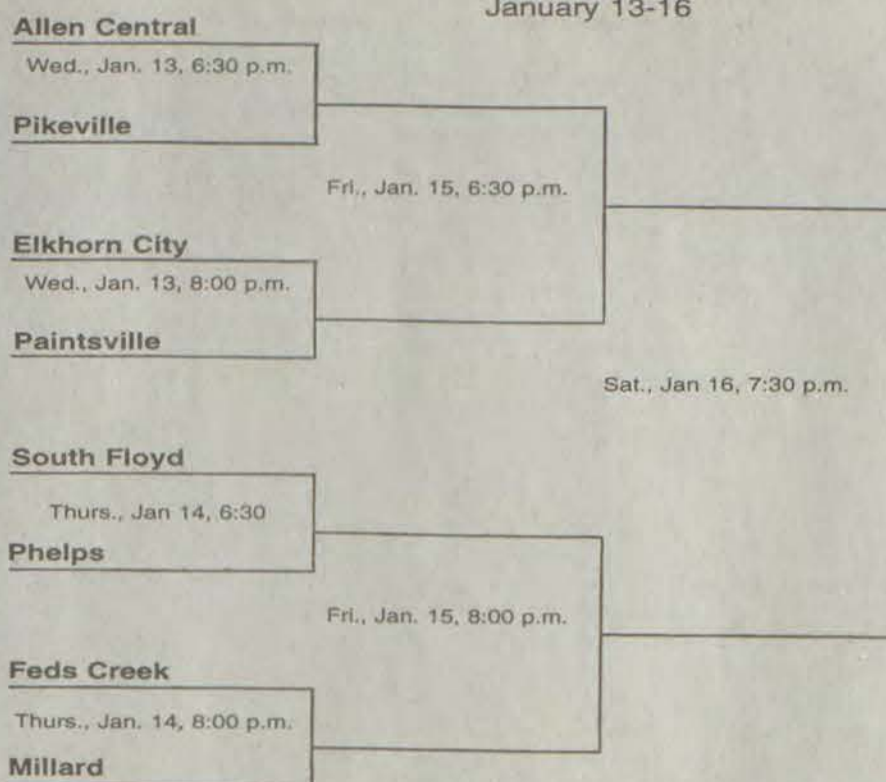 January 13-16
Allen Central
Wed., Jan. 13, 6:30 p.m.
Pikeville
Fri., Jan. 15, 6:30 p.m.
Elkhorn City
Wed., Jan. 13, 8:00 p.m.
Paintsville
Sat., Jan 16, 7:30 p.m.
South Floyd
Thurs., Jan 14, 6:30
Phelps
Fri., Jan. 15, 8:00 p.m.
Feds Creek
Thurs., Jan. 14, 8:00 p.m.
Millard